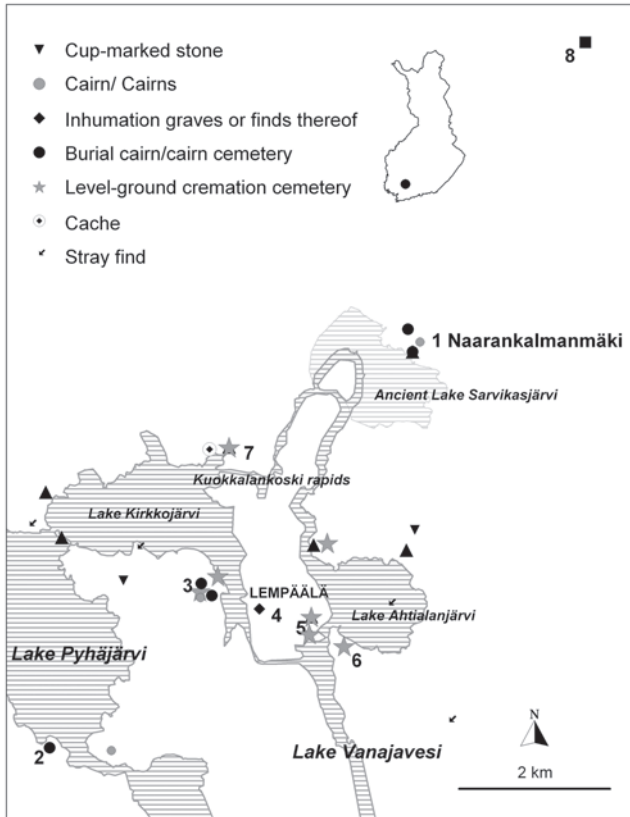 Cup-marked stone
Cairn/ Cairns
Inhumation graves or finds thereof
Burial cairn/cairn cemetery
Level-ground cremation cemetery
Cache
Stray find
8
1 Naarankalmanmäki
Ancient Lake Sarvikasjärvi
7
Kuokkalankoski rapids
Lake Kirkkojärvi
3
LEMPÄÄLÄ
4
Lake Ahtialanjärvi
5
6
Lake Pyhäjärvi
2
Lake Vanajavesi
N
2 km